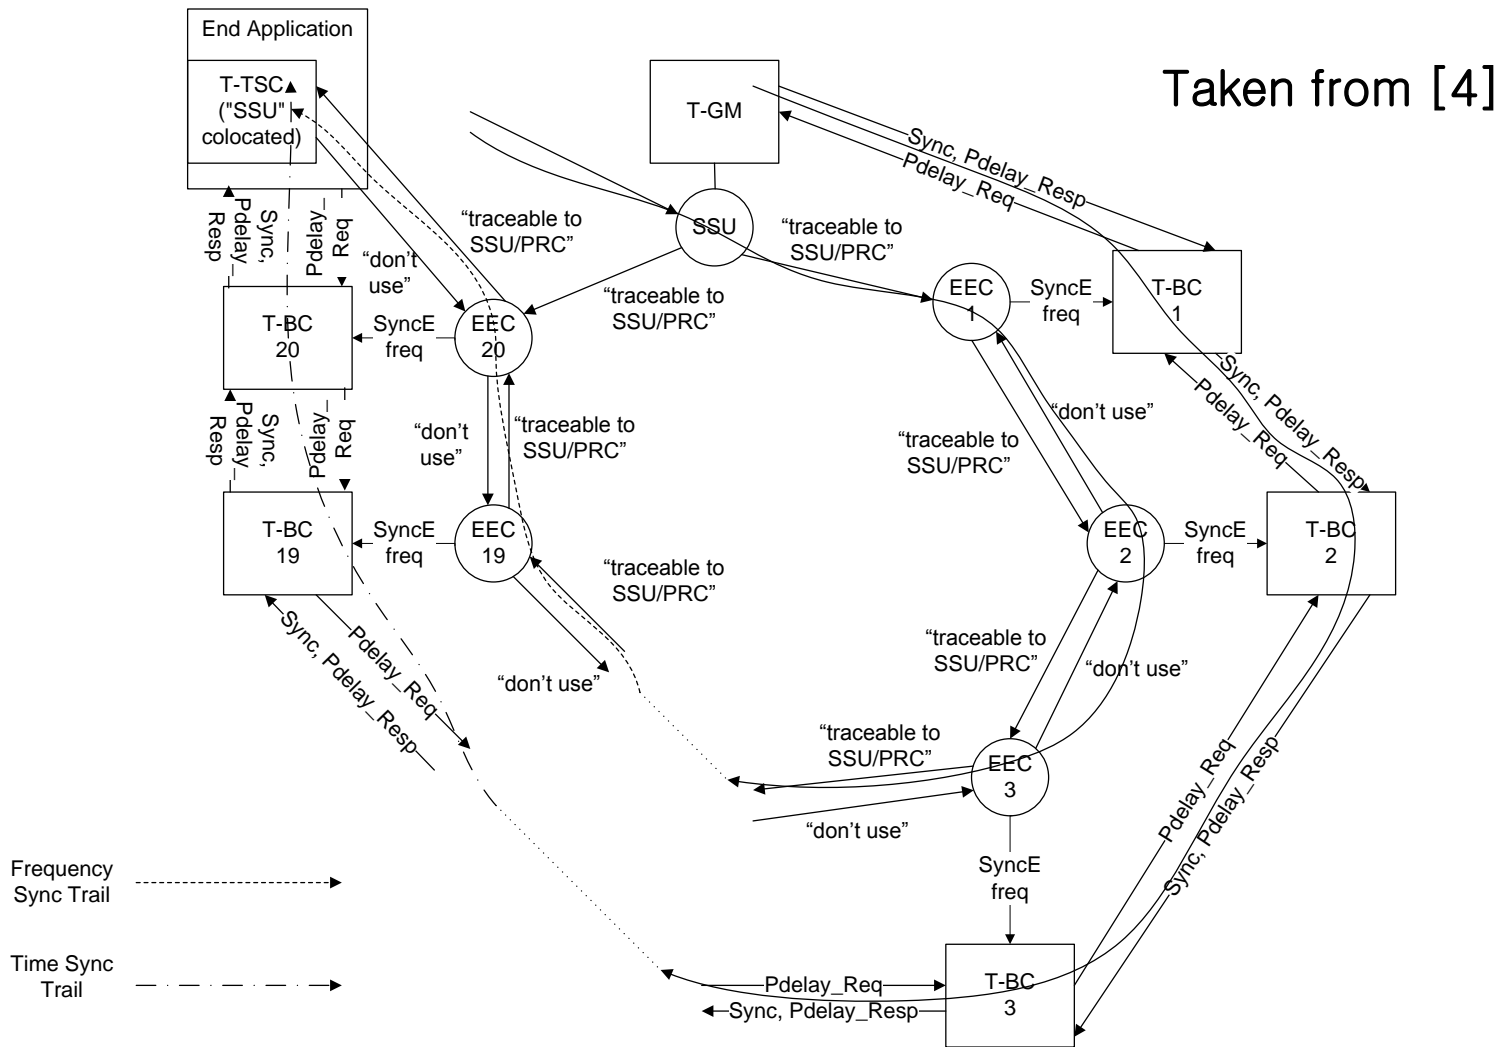 End Application
T-TSC
("SSU"
colocated)
T-GM
Taken from [4]
Sync, Pdelay_Resp
Pdelay_Req
SSU
“traceable to
SSU/PRC”
“traceable to
SSU/PRC”
“traceable to
SSU/PRC”
“don’t
use”
Sync,
Pdelay_
Resp
Pdelay_
Req
T-BC
20
SyncE
freq
EEC
20
EEC
1
SyncE
freq
T-BC
1
Sync, Pdelay_Resp
Pdelay_Req
Sync,
Pdelay_
Resp
Pdelay_
Req
“don’t
use”
“traceable to
SSU/PRC”
“don’t use”
“traceable to
SSU/PRC”
T-BC
19
SyncE
freq
EEC
19
EEC
2
SyncE
freq
T-BC
2
“traceable to
SSU/PRC”
Sync, Pdelay_Resp
Pdelay_Req
“don’t use”
“traceable to
SSU/PRC”
“don’t use”
“traceable to
SSU/PRC”
EEC
3
“don’t use”
Pdelay_Req
Sync, Pdelay_Resp
SyncE
freq
Frequency
Sync Trail
Time Sync
Trail
Pdelay_Req
Sync, Pdelay_Resp
T-BC
3